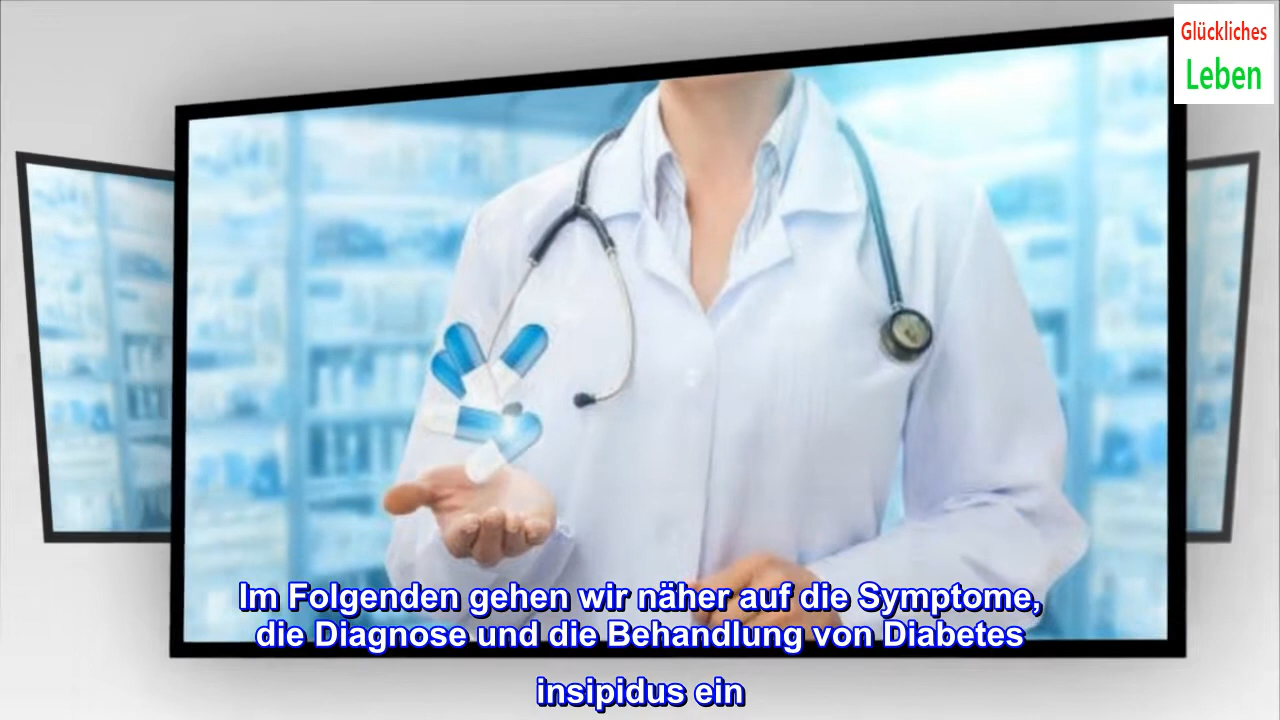 Glückliches
Leben
Im Folgenden gehen wir näher auf die Symptome,
die Diagnose und die Behandlung von Diabetes
insipidus ein